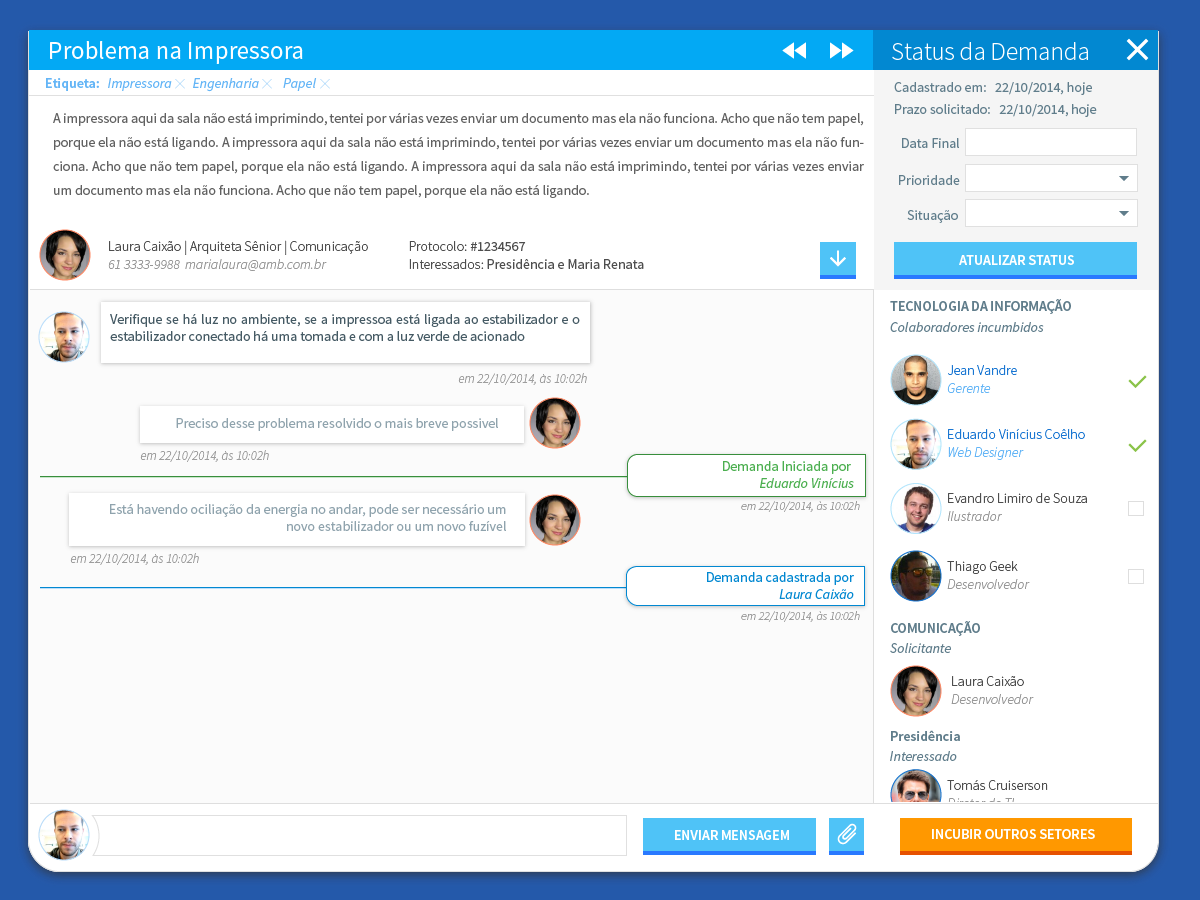 Problema na Impressora
Etiqueta: Impressora Engenharia Papel
A impressora aqui da sala não está imprimindo, tentei por várias vezes enviar um documento mas ela não funciona. Acho que não tem papel,
porque ela não está ligando. A impressora aqui da sala não está imprimindo, tentei por várias vezes enviar um documento mas ela não fun-
ciona. Acho que não tem papel, porque ela não está ligando. A impressora aqui da sala não está imprimindo, tentei por várias vezes enviar
um documento mas ela não funciona. Acho que não tem papel, porque ela não está ligando.
Laura Caixão | Arquiteta Sênior | Comunicação
61 3333-9988 marialaura@amb.com.br
Protocolo: #1234567
Interessados: Presidência e Maria Renata
Verifique se há luz no ambiente, se a impressoa está ligada ao estabilizador e o
estabilizador conectado há uma tomada e com a luz verde de acionado
em 22/10/2014, às 10:02h
Preciso desse problema resolvido o mais breve possivel
em 22/10/2014, às 10:02h
Demanda Iniciada por
Eduardo Vinícius
em 22/10/2014, às 10:02h
Está havendo ociliação da energia no andar, pode ser necessário um
novo estabilizador ou um novo fuzível
em 22/10/2014, às 10:02h
Demanda cadastrada por
Laura Caixão
em 22/10/2014, às 10:02h
ENVIAR MENSAGEM
Status da Demanda
Cadastrado em: 22/10/2014, hoje
Prazo solicitado: 22/10/2014, hoje
Data Final
Prioridade
Situação
ATUALIZAR STATUS
TECNOLOGIA DA INFORMAÇÃO
Colaboradores incumbidos
Jean Vandre
Gerente
Eduardo Vinícius Coêlho
Web Designer
Evandro Limiro de Souza
Ilustrador
Thiago Geek
Desenvolvedor
COMUNICAÇÃO
Solicitante
Laura Caixão
Desenvolvedor
Presidência
Interessado
Tomás Cruiserson
Diretor de TI
INCUBIR OUTROS SETORES